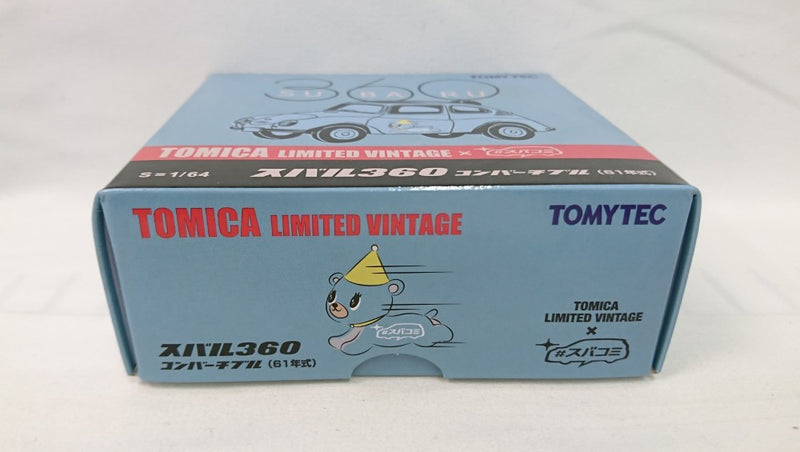 TOMYTEC
360
SUBARU
TOMICA LIMITED VINTAGE × #スバコミ
S=1/64 スバル360 コンバーチブル (61年式)
TOMICA LIMITED VINTAGE
TOMYTEC
#スバコミ
スバル360
コンバーチブル (61年式)
TOMICA
LIMITED VINTAGE
×
#スバコミ